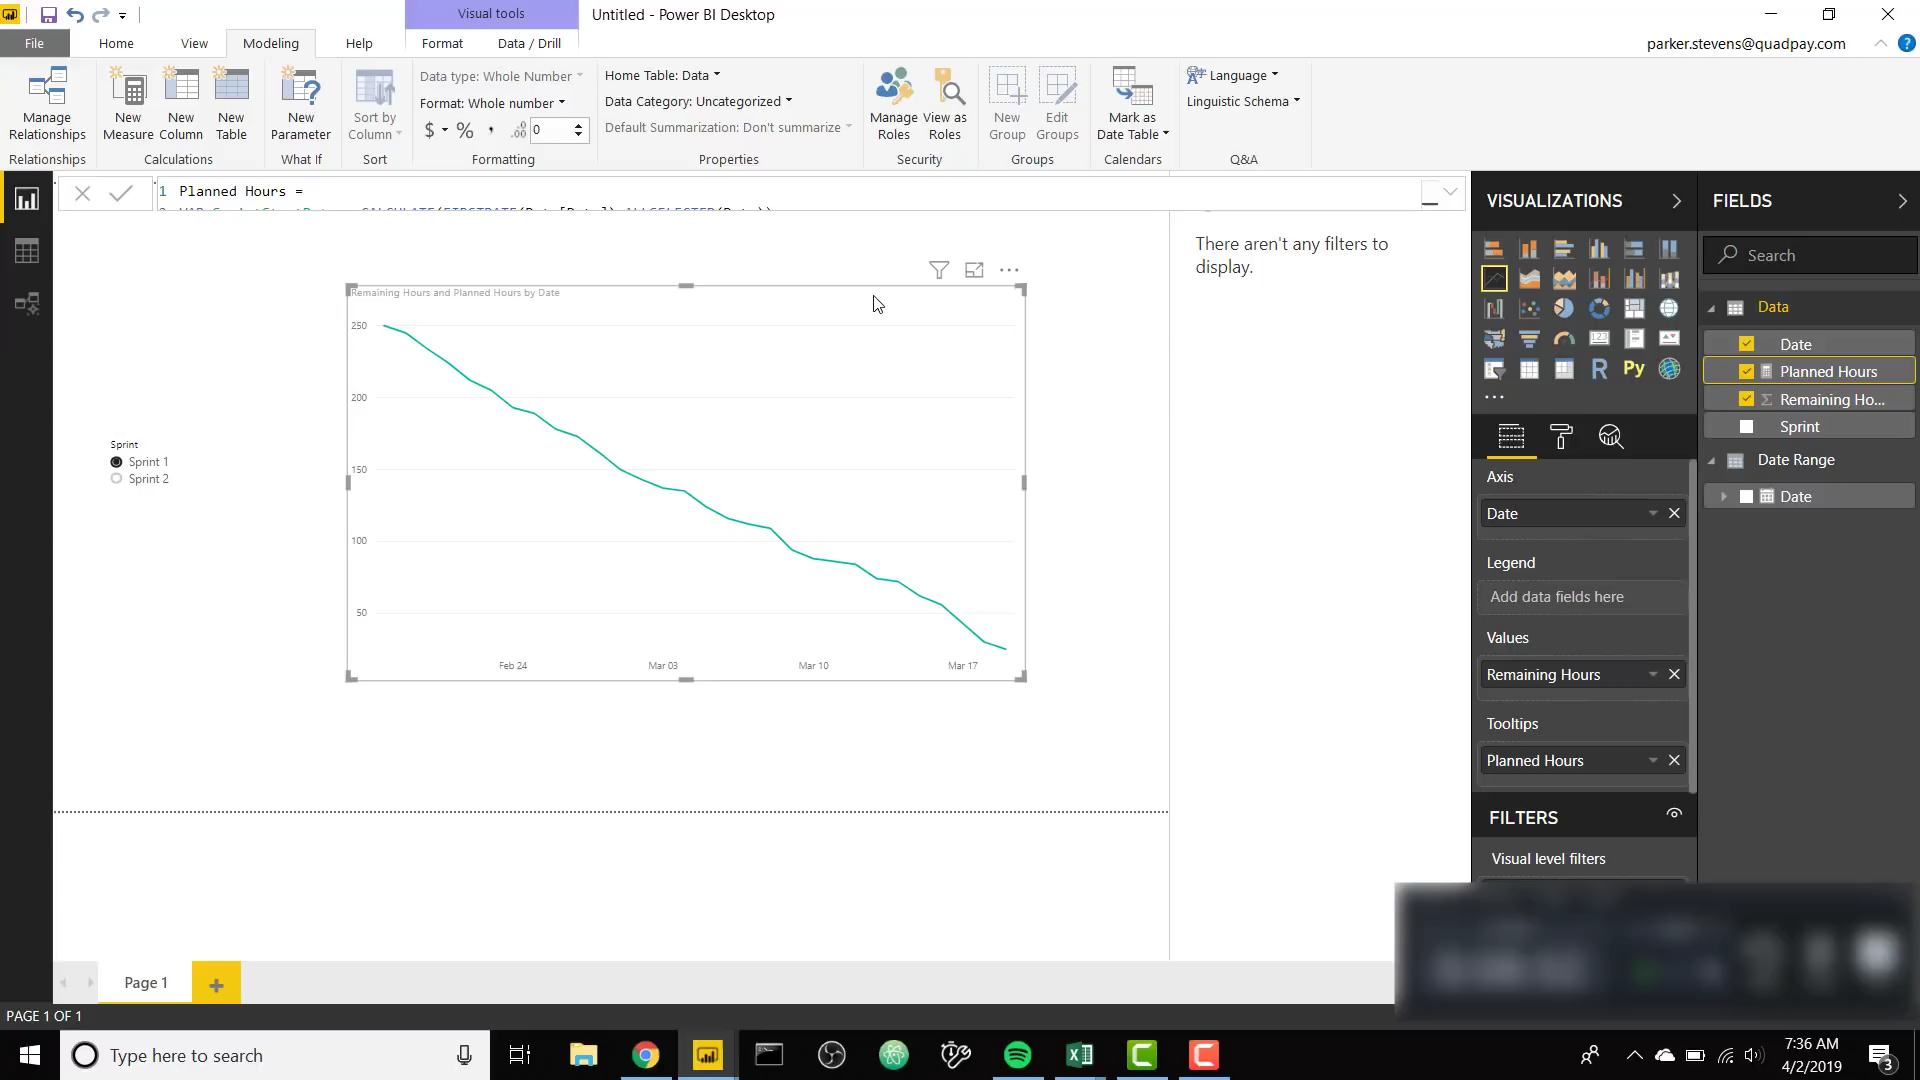 Visual tools
Untitled - Power BI Desktop
File
Home
View
Modeling
Help
Format
Data / Drill
parker.stevens@quadpay.com
Manage
Relationships
New
Measure
New
Column
New
Table
New
Parameter
Sort by
Column
Data type: Whole Number
Format: Whole number
$ % , .00 0
Home Table: Data
Data Category: Uncategorized
Default Summarization: Don't summarize
Manage
Roles
View as
Roles
New
Group
Edit
Groups
Mark as
Date Table
Language
Linguistic Schema
Relationships
Calculations
What If
Sort
Formatting
Properties
Security
Groups
Calendars
Q&A
1 Planned Hours =
There aren't any filters to
display.
Remaining Hours and Planned Hours by Date
250
200
150
100
50
Feb 24
Mar 03
Mar 10
Mar 17
Sprint
Sprint 1
Sprint 2
VISUALIZATIONS
123
R
Py
Axis
Date
Legend
Add data fields here
Values
Remaining Hours
Tooltips
Planned Hours
FILTERS
Visual level filters
FIELDS
Search
Data
Date
Planned Hours
Remaining Ho...
Sprint
Date Range
Date
Page 1
PAGE 1 OF 1
Type here to search
7:36 AM
4/2/2019
3